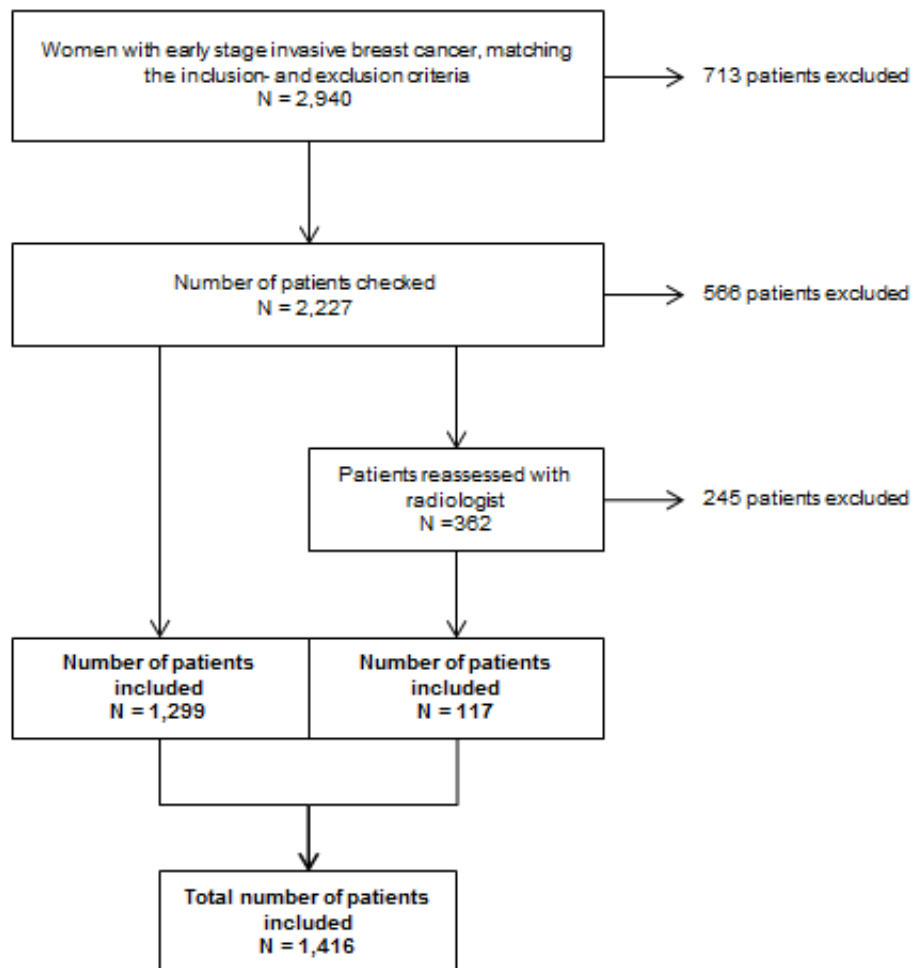 Women with early stage invasive breast cancer, matching
the inclusion- and exclusion criteria
N = 2,940
713 patients excluded
Number of patients checked
N = 2,227
566 patients excluded
Patients reassessed with
radiologist
N =362
245 patients excluded
Number of patients
included
N = 1,299
Number of patients
included
N = 117
Total number of patients
included
N = 1,416